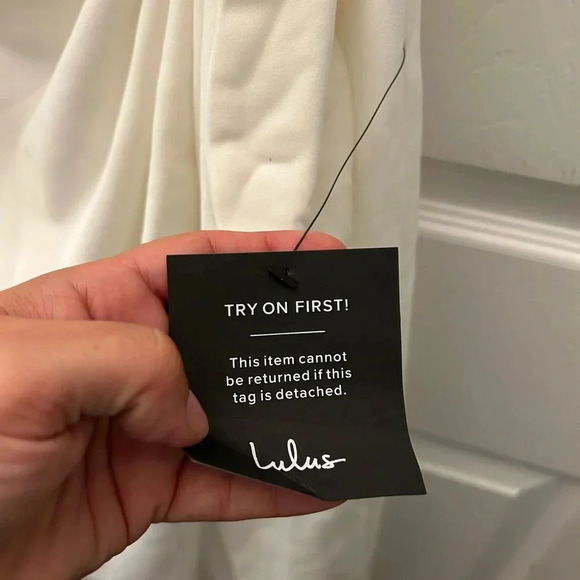 TRY ON FIRST!
This item cannot
be returned if this
tag is detached.
Lulus